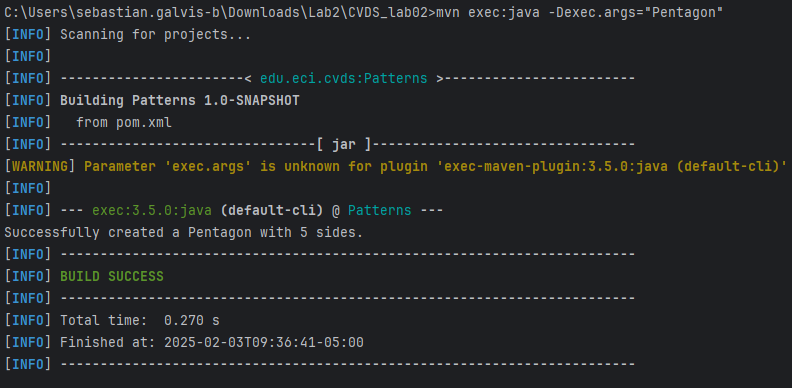 C:\Users\sebastian.galvis-b\Downloads\Lab2\CVDS_lab02>mvn exec:java -Dexec.args="Pentagon"
[INFO] Scanning for projects...
[INFO]
[INFO] -----------------------< edu.eci.cvds:Patterns >------------------------
[INFO] Building Patterns 1.0-SNAPSHOT
[INFO]   from pom.xml
[INFO] --------------------------------[ jar ]---------------------------------
[WARNING] Parameter 'exec.args' is unknown for plugin 'exec-maven-plugin:3.5.0:java (default-cli)'
[INFO]
[INFO] --- exec:3.5.0:java (default-cli) @ Patterns ---
Successfully created a Pentagon with 5 sides.
[INFO] ------------------------------------------------------------------------
[INFO] BUILD SUCCESS
[INFO] ------------------------------------------------------------------------
[INFO] Total time:  0.270 s
[INFO] Finished at: 2025-02-03T09:36:41-05:00
[INFO] ------------------------------------------------------------------------